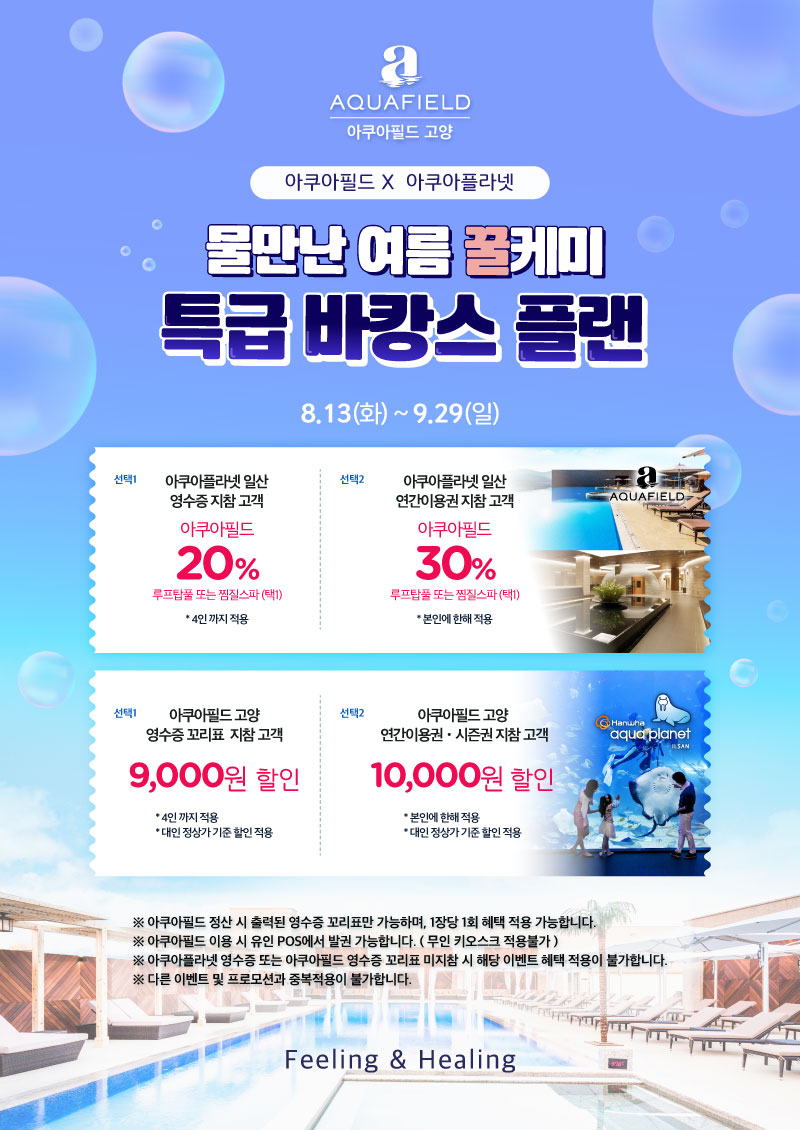 a
AQUAFIELD
아쿠아필드 고양
아쿠아필드 X 아쿠아플라넷
물만난 여름 꿀케미
특급 바캉스 플랜
8.13(화) ~ 9.29(일)
선택1
아쿠아플라넷 일산
영수증 지참 고객
아쿠아필드
20%
루프탑풀 또는 찜질스파 (택1)
* 4인 까지 적용
선택2
아쿠아플라넷 일산
연간이용권 지참 고객
아쿠아필드
30%
루프탑풀 또는 찜질스파 (택1)
* 본인에 한해 적용
a
AQUAFIELD
선택1
아쿠아필드 고양
영수증 꼬리표 지참 고객
9,000원 할인
* 4인 까지 적용
* 대인 정상가 기준 할인 적용
선택2
아쿠아필드 고양
연간이용권・시즌권 지참 고객
10,000원 할인
* 본인에 한해 적용
* 대인 정상가 기준 할인 적용
Hanwha
aqua planet
ILSAN
※ 아쿠아필드 정산 시 출력된 영수증 꼬리표만 가능하며, 1장당 1회 혜택 적용 가능합니다.
※ 아쿠아필드 이용 시 유인 POS에서 발권 가능합니다. ( 무인 키오스크 적용불가 )
※ 아쿠아플라넷 영수증 또는 아쿠아필드 영수증 꼬리표 미지참 시 해당 이벤트 혜택 적용이 불가합니다.
※ 다른 이벤트 및 프로모션과 중복적용이 불가합니다.
Feeling & Healing